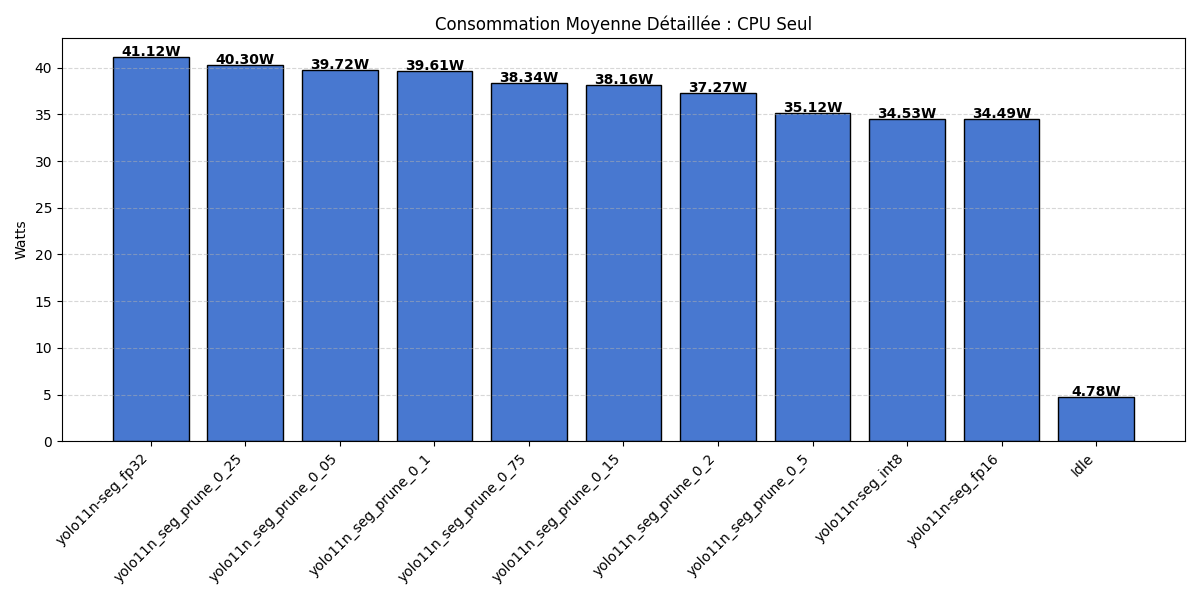 Consommation Moyenne Détaillée : CPU Seul
Watts
40
35
30
25
20
15
10
5
0
41.12W
40.30W
39.72W
39.61W
38.34W
38.16W
37.27W
35.12W
34.53W
34.49W
4.78W
yolo11n-seg_fp32
yolo11n_seg_prune_0_25
yolo11n_seg_prune_0_05
yolo11n_seg_prune_0_1
yolo11n_seg_prune_0_75
yolo11n_seg_prune_0_15
yolo11n_seg_prune_0_2
yolo11n_seg_prune_0_5
yolo11n-seg_int8
yolo11n-seg_fp16
Idle